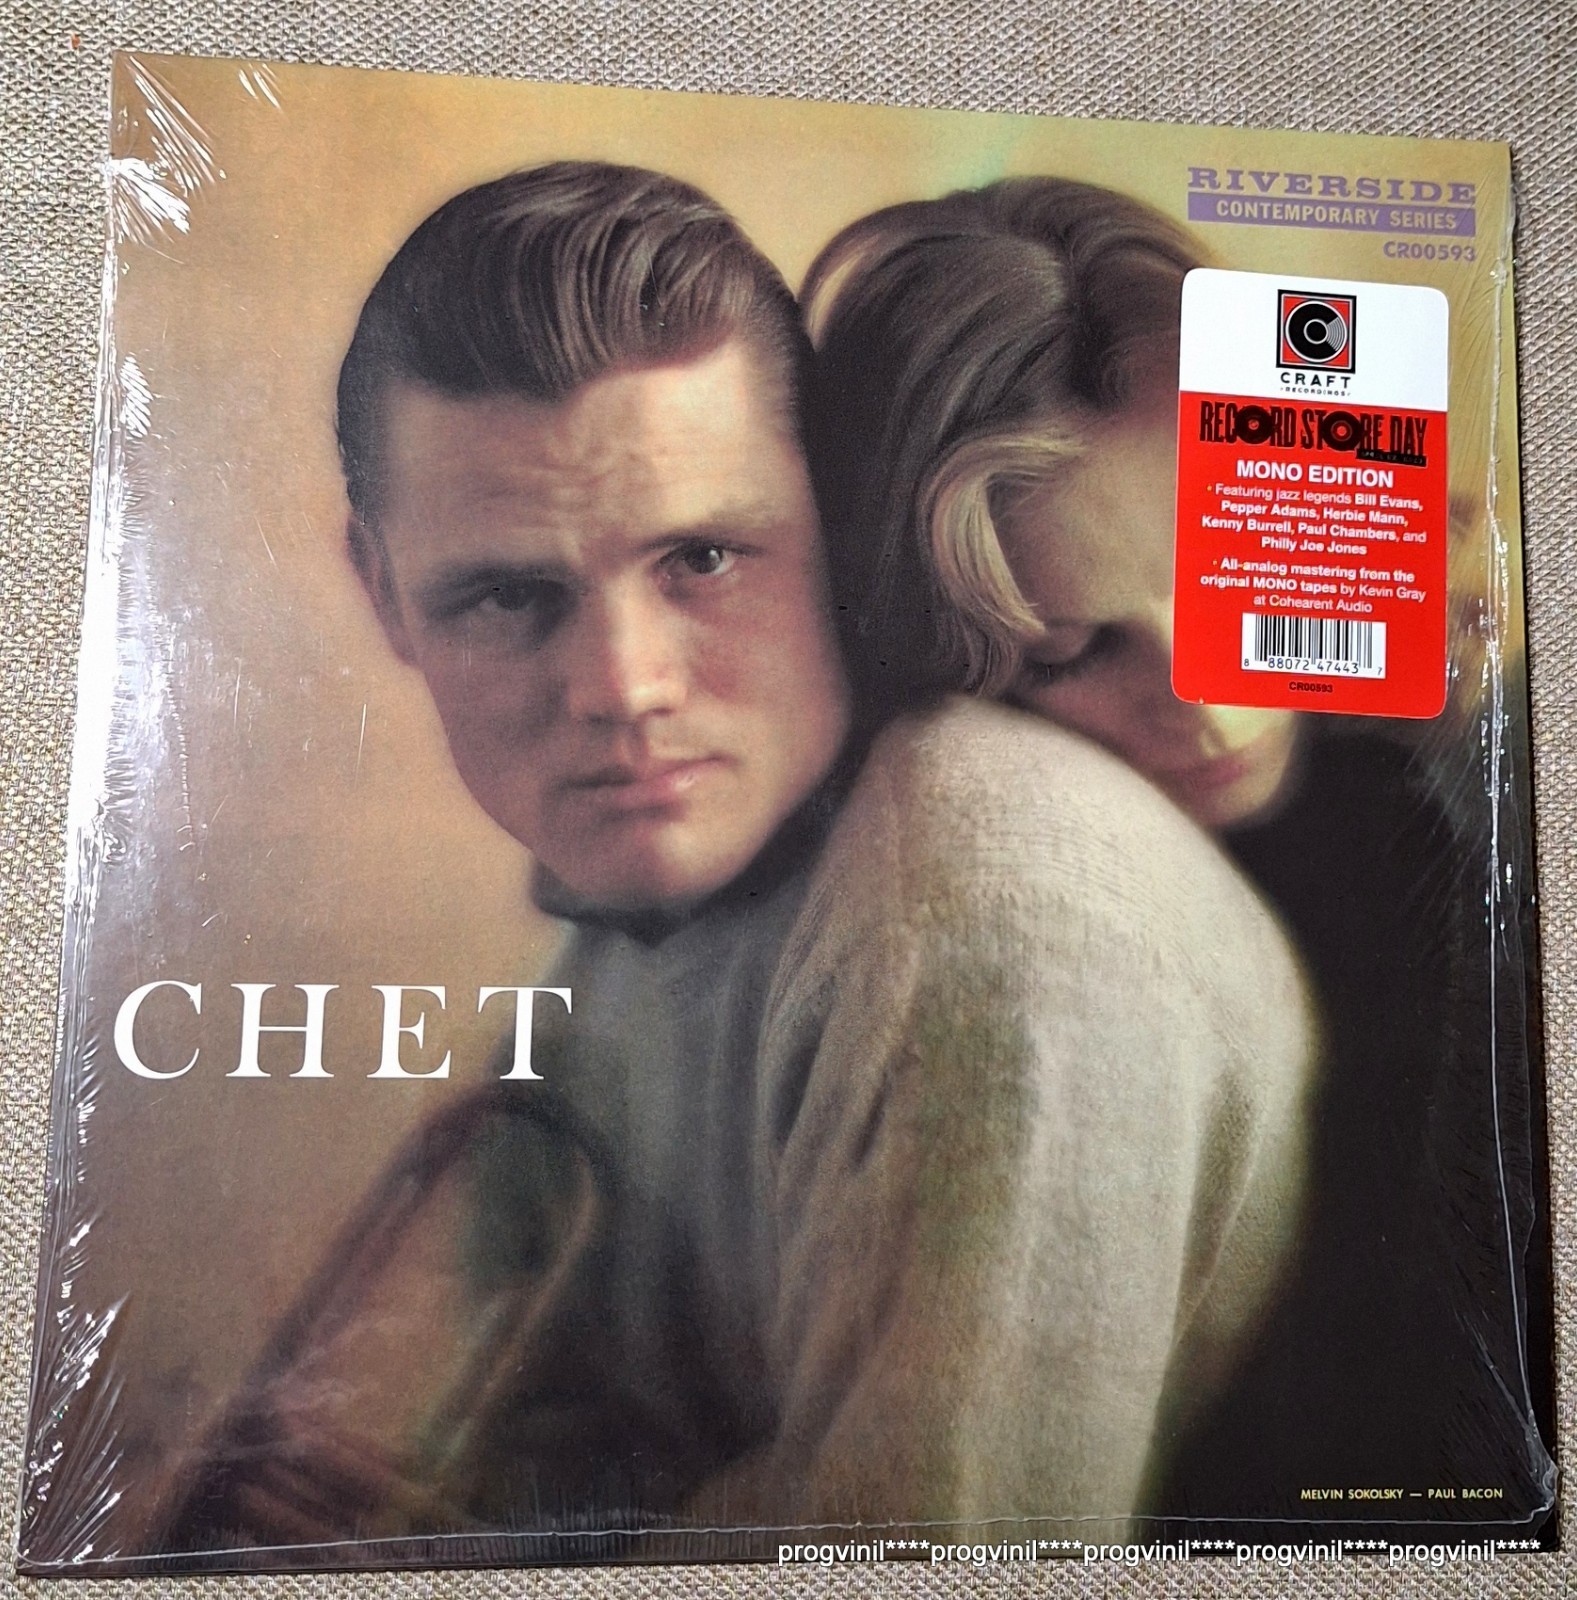 RIVERSIDE
CONTEMPORARY SERIES
CR00593
CRAFT
RECORDINGS
RECORD STORE DAY
MONO EDITION
• Featuring jazz legends Bill Evans,
Pepper Adams, Herbie Mann,
Kenny Burrell, Paul Chambers, and
Philly Joe Jones
• All-analog mastering from the
original MONO tapes by Kevin Gray
at Cohearent Audio
8 88072 47443 7
CR00593
CHET
MELVIN SOKOLSKY — PAUL BACON
progvinil****progvinil****progvinil****progvinil****progvinil****